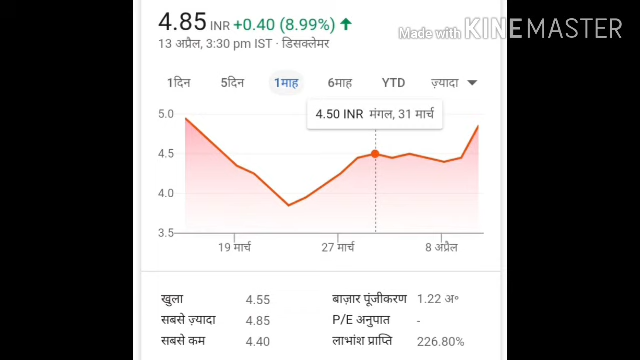 4.85 INR +0.40 (8.99%) ↑
Made with KINEMASTER
13 अप्रैल, 3:30 pm IST · डिसक्लेमर
1दिन 5दिन 1माह 6माह YTD ज़्यादा
4.50 INR मंगल, 31 मार्च
5.0
4.5
4.0
3.5
19 मार्च 27 मार्च 8 अप्रैल
खुला 4.55 बाज़ार पूंजीकरण 1.22 अ॰
सबसे ज़्यादा 4.85 P/E अनुपात -
सबसे कम 4.40 लाभांश प्राप्ति 226.80%